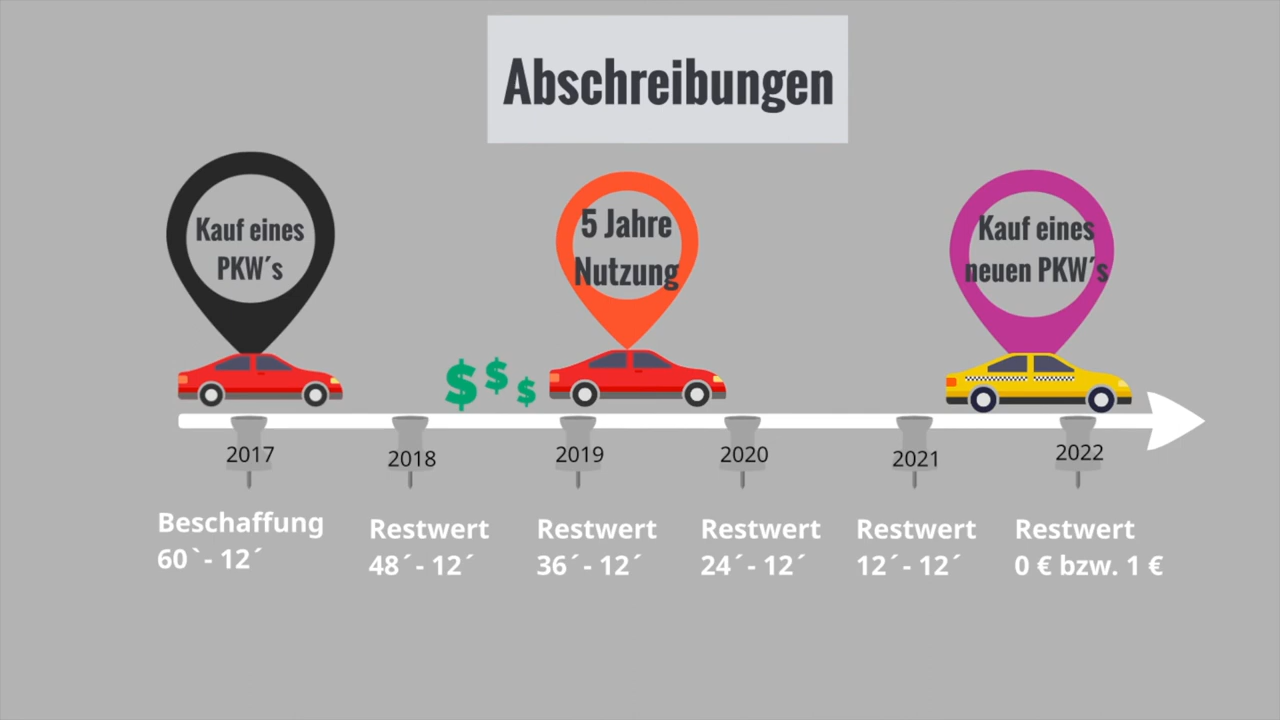 Abschreibungen
Kauf eines
PKW´s
5 Jahre
Nutzung
Kauf eines
neuen PKW´s
$ $ $
2017
2018
2019
2020
2021
2022
Beschaffung
60`- 12´
Restwert
48´- 12´
Restwert
36´- 12´
Restwert
24´- 12´
Restwert
12´- 12´
Restwert
0 € bzw. 1 €